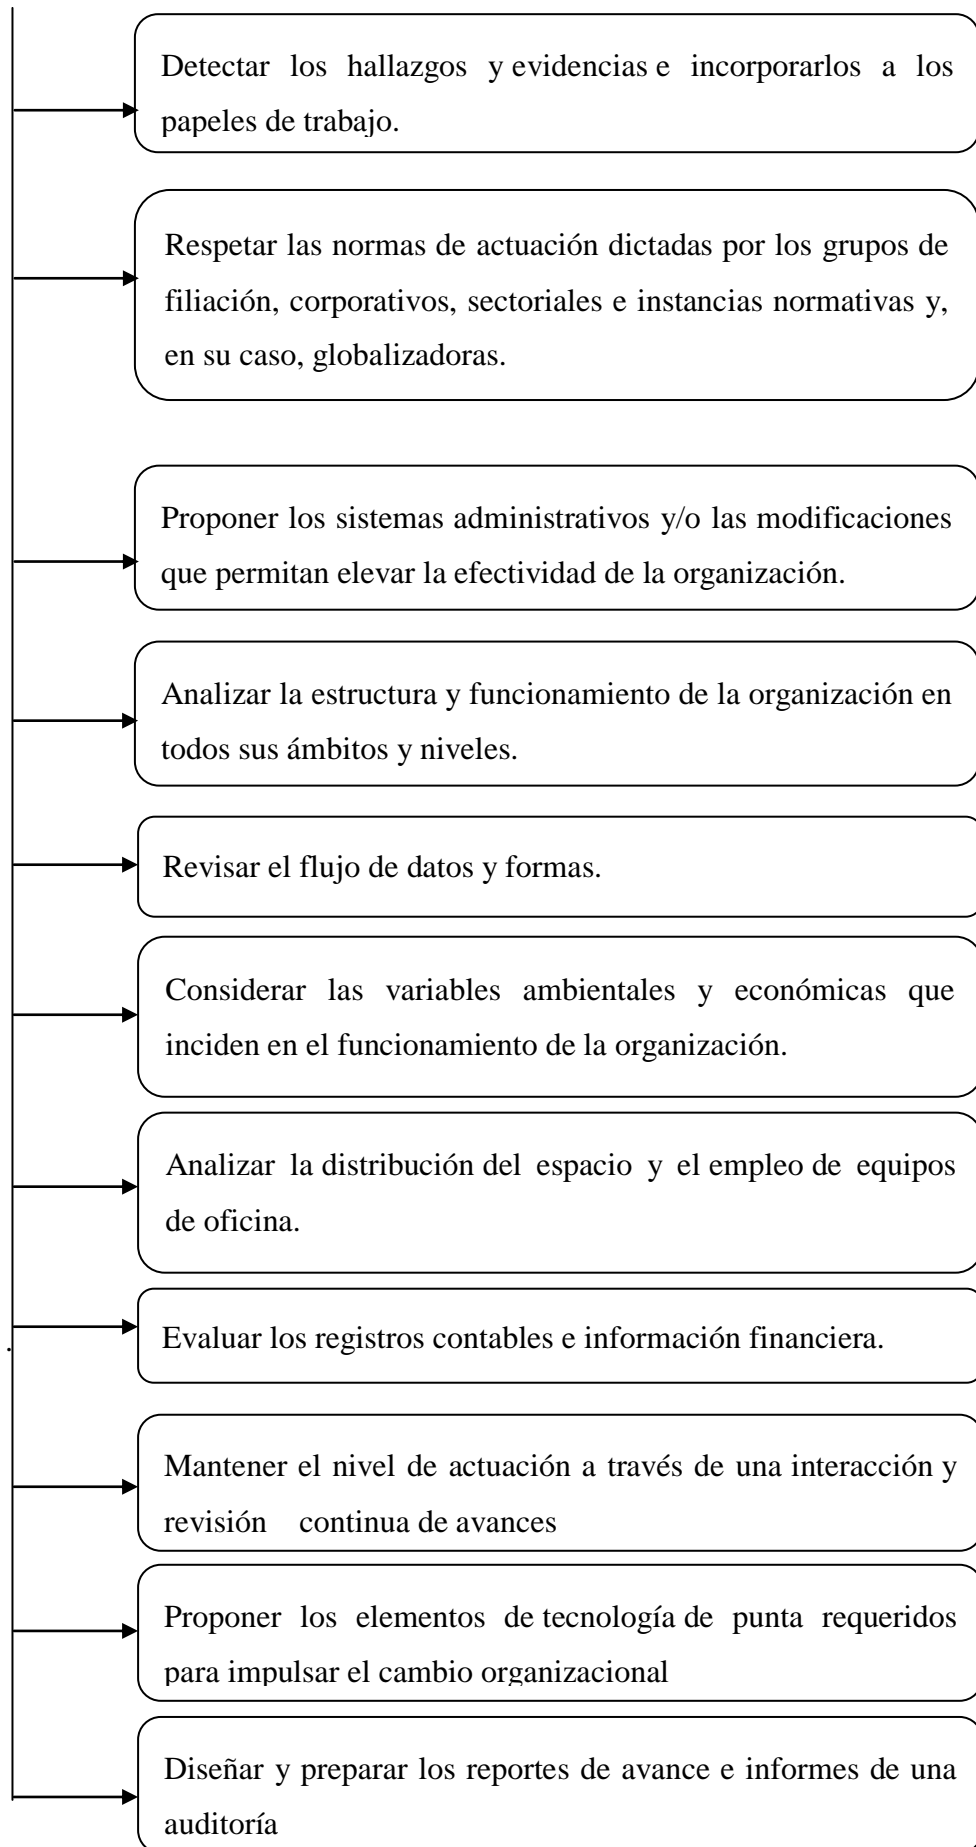 Detectar los hallazgos y evidencias e incorporarlos a los
papeles de trabajo.
Respetar las normas de actuación dictadas por los grupos de
filiación, corporativos, sectoriales e instancias normativas y,
en su caso, globalizadoras.
Proponer los sistemas administrativos y/o las modificaciones
que permitan elevar la efectividad de la organización.
Analizar la estructura y funcionamiento de la organización en
todos sus ámbitos y niveles.
Revisar el flujo de datos y formas.
Considerar las variables ambientales y económicas que
inciden en el funcionamiento de la organización.
Analizar la distribución del espacio y el empleo de equipos
de oficina.
Evaluar los registros contables e información financiera.
.
Mantener el nivel de actuación a través de una interacción y
revisión continua de avances
Proponer los elementos de tecnología de punta requeridos
para impulsar el cambio organizacional
Diseñar y preparar los reportes de avance e informes de una
auditoría